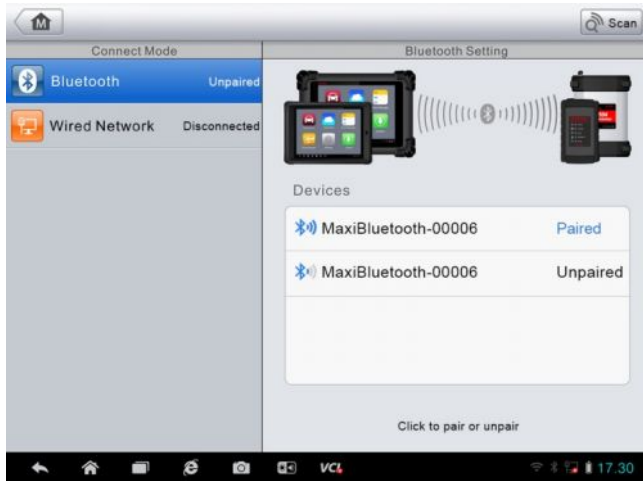 M
Scan
Connect Mode
Bluetooth Setting
Bluetooth Unpaired
Wired Network Disconnected
Devices
MaxiBluetooth-00006 Paired
MaxiBluetooth-00006 Unpaired
Click to pair or unpair
VCI
17.30